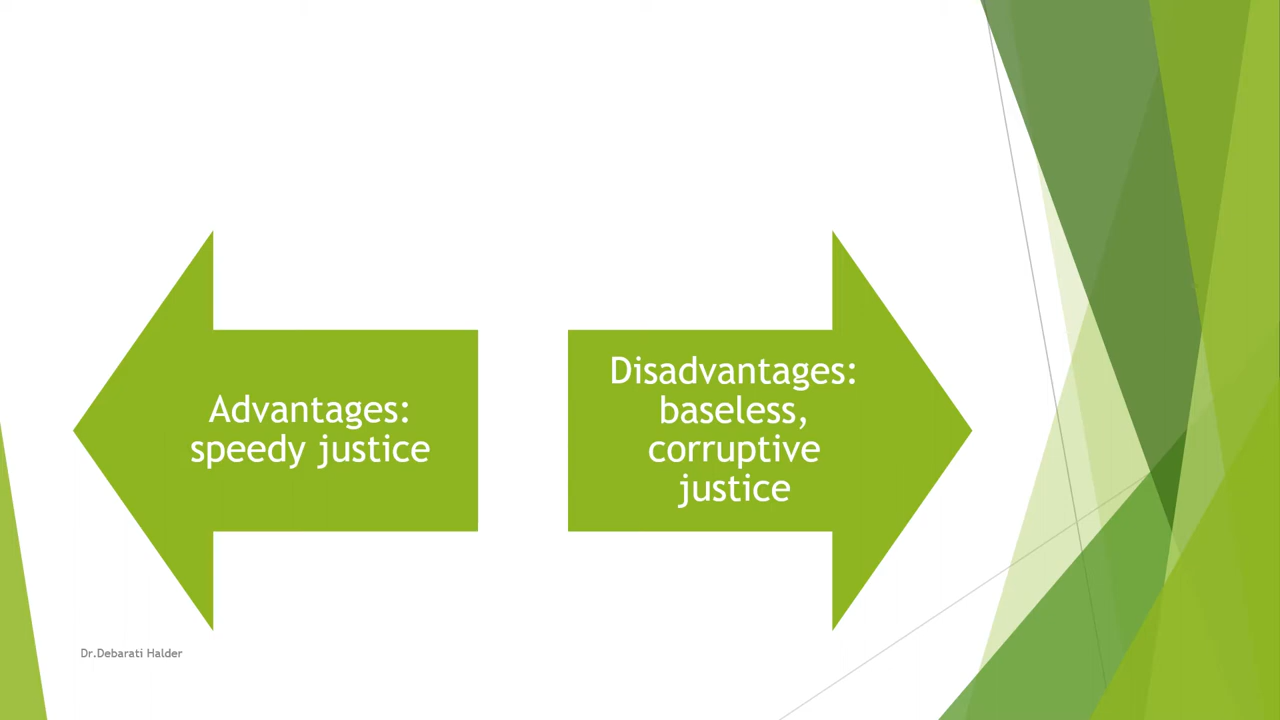 Advantages:
speedy justice
Disadvantages:
baseless,
corruptive
justice
Dr.Debarati Halder